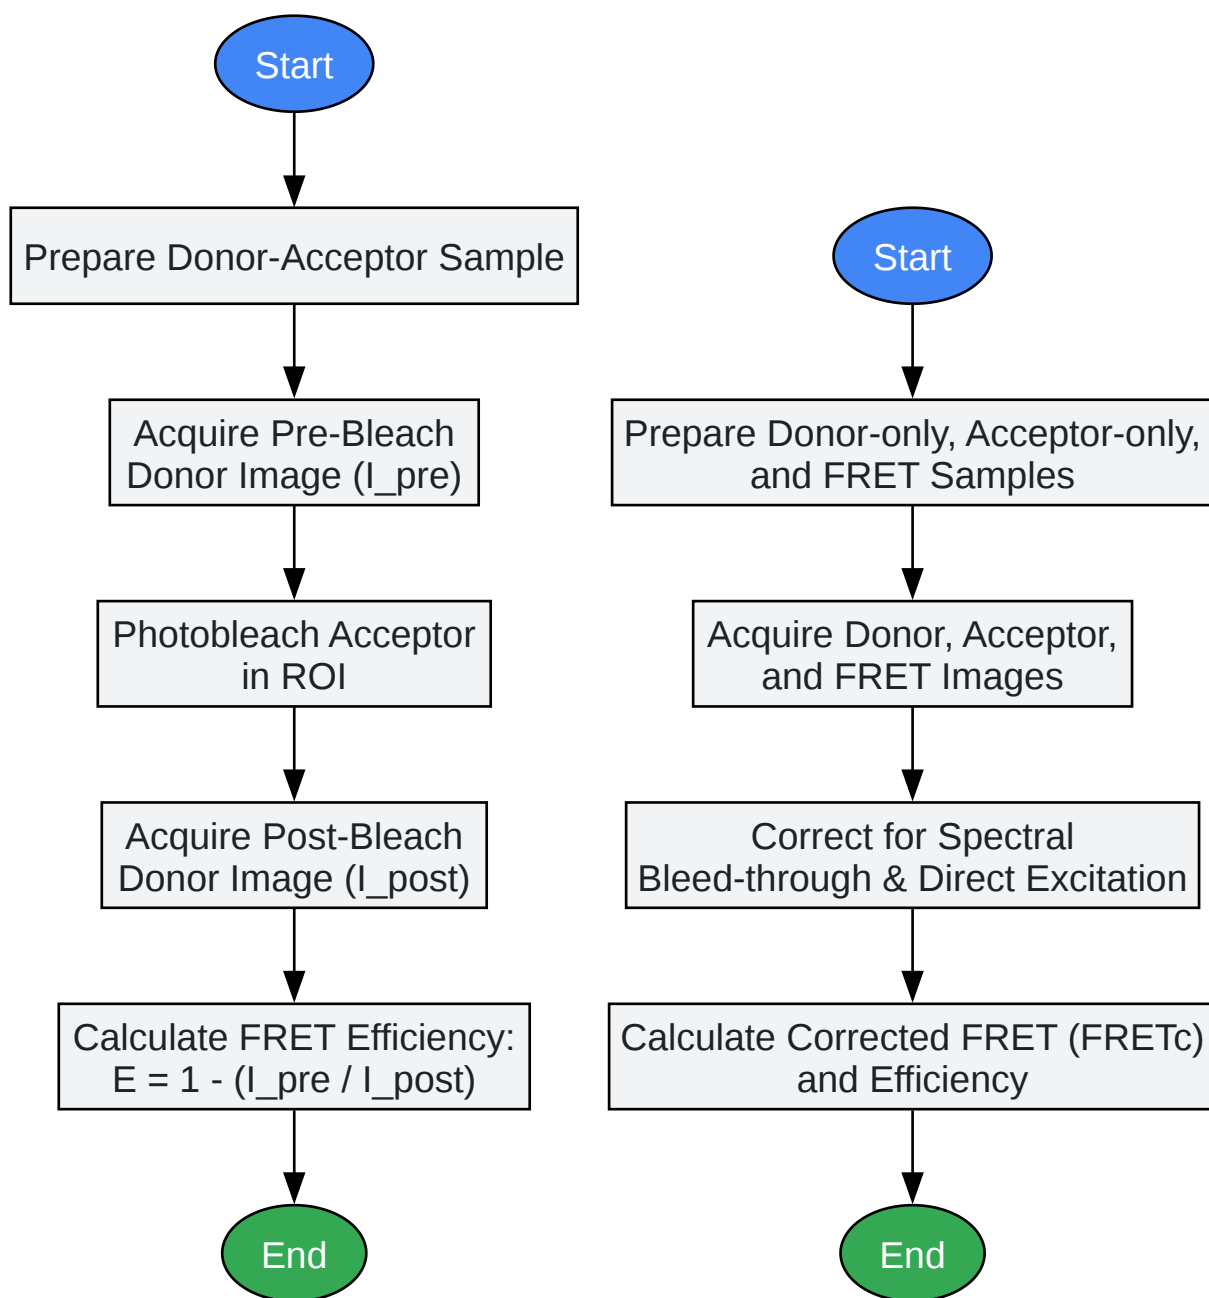 Start
Prepare Donor-Acceptor Sample
Acquire Pre-Bleach
Donor Image (I_pre)
Photobleach Acceptor
in ROI
Acquire Post-Bleach
Donor Image (I_post)
Calculate FRET Efficiency:
E = 1 - (I_pre / I_post)
End
Start
Prepare Donor-only, Acceptor-only,
and FRET Samples
Acquire Donor, Acceptor,
and FRET Images
Correct for Spectral
Bleed-through & Direct Excitation
Calculate Corrected FRET (FRETc)
and Efficiency
End